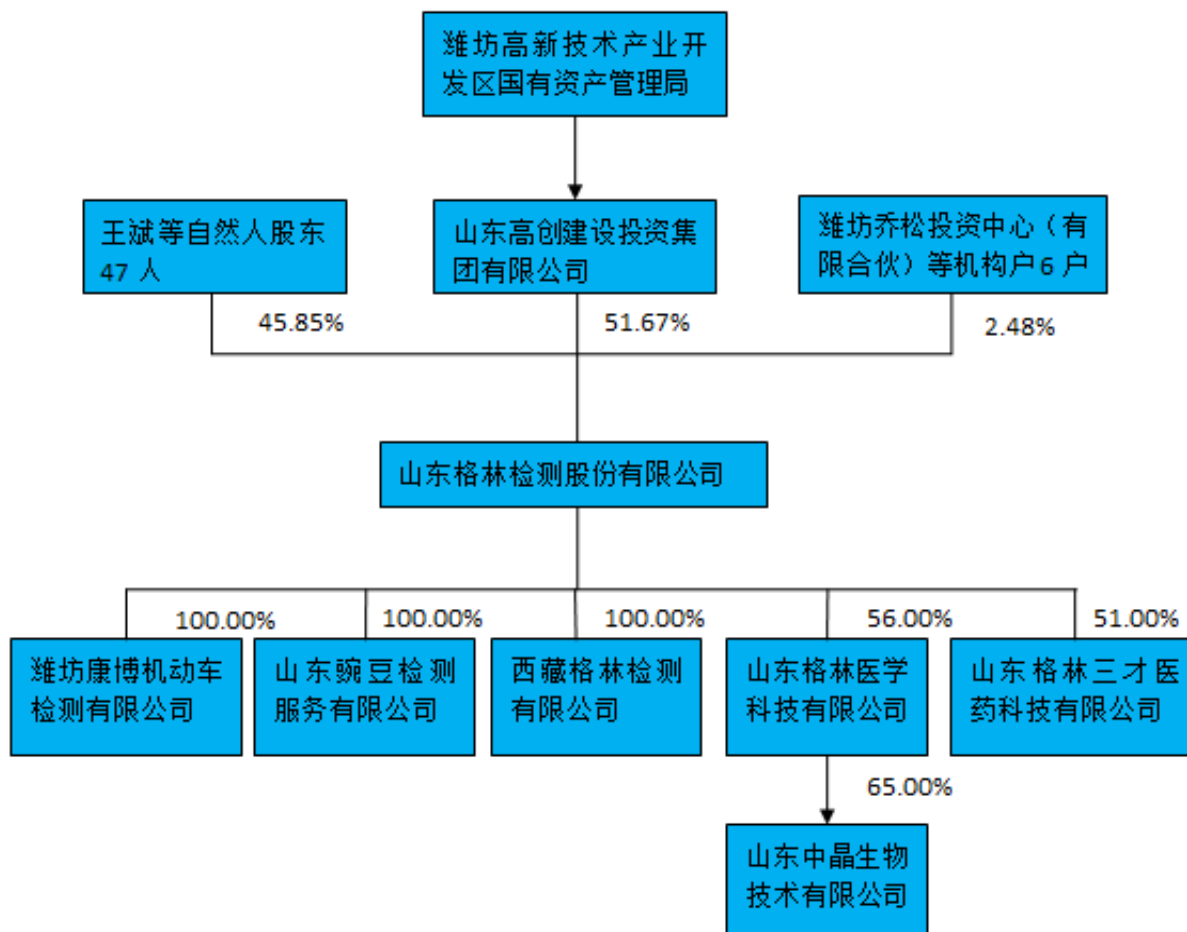 潍坊高新技术产业开
发区国有资产管理局
王斌等自然人股东
47人
山东高创建设投资集
团有限公司
潍坊乔松投资中心（有
限合伙）等机构户6户
45.85%
51.67%
2.48%
山东格林检测股份有限公司
100.00%
100.00%
100.00%
56.00%
51.00%
潍坊康博机动车
检测有限公司
山东豌豆检测
服务有限公司
西藏格林检测
有限公司
山东格林医学
科技有限公司
山东格林三才医
药科技有限公司
65.00%
山东中晶生物
技术有限公司